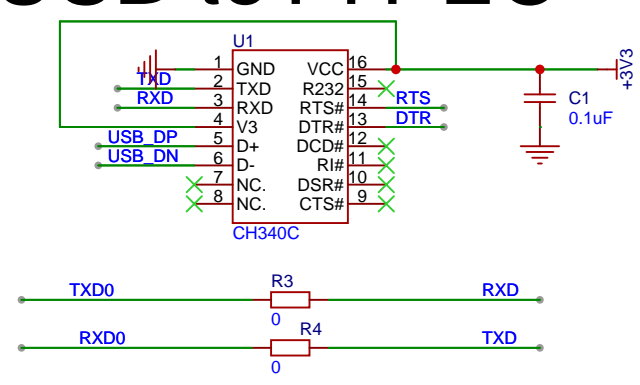 U1
1 GND VCC 16 +3V3
TXD 2 TXD R232 15
RXD 3 RXD RTS# 14 RTS C1
4 V3 DTR# 13 DTR 0.1uF
USB_DP 5 D+ DCD# 12
USB_DN 6 D- RI# 11
7 NC. DSR# 10
8 NC. CTS# 9
CH340C
TXD0 R3 RXD
0
RXD0 R4 TXD
0